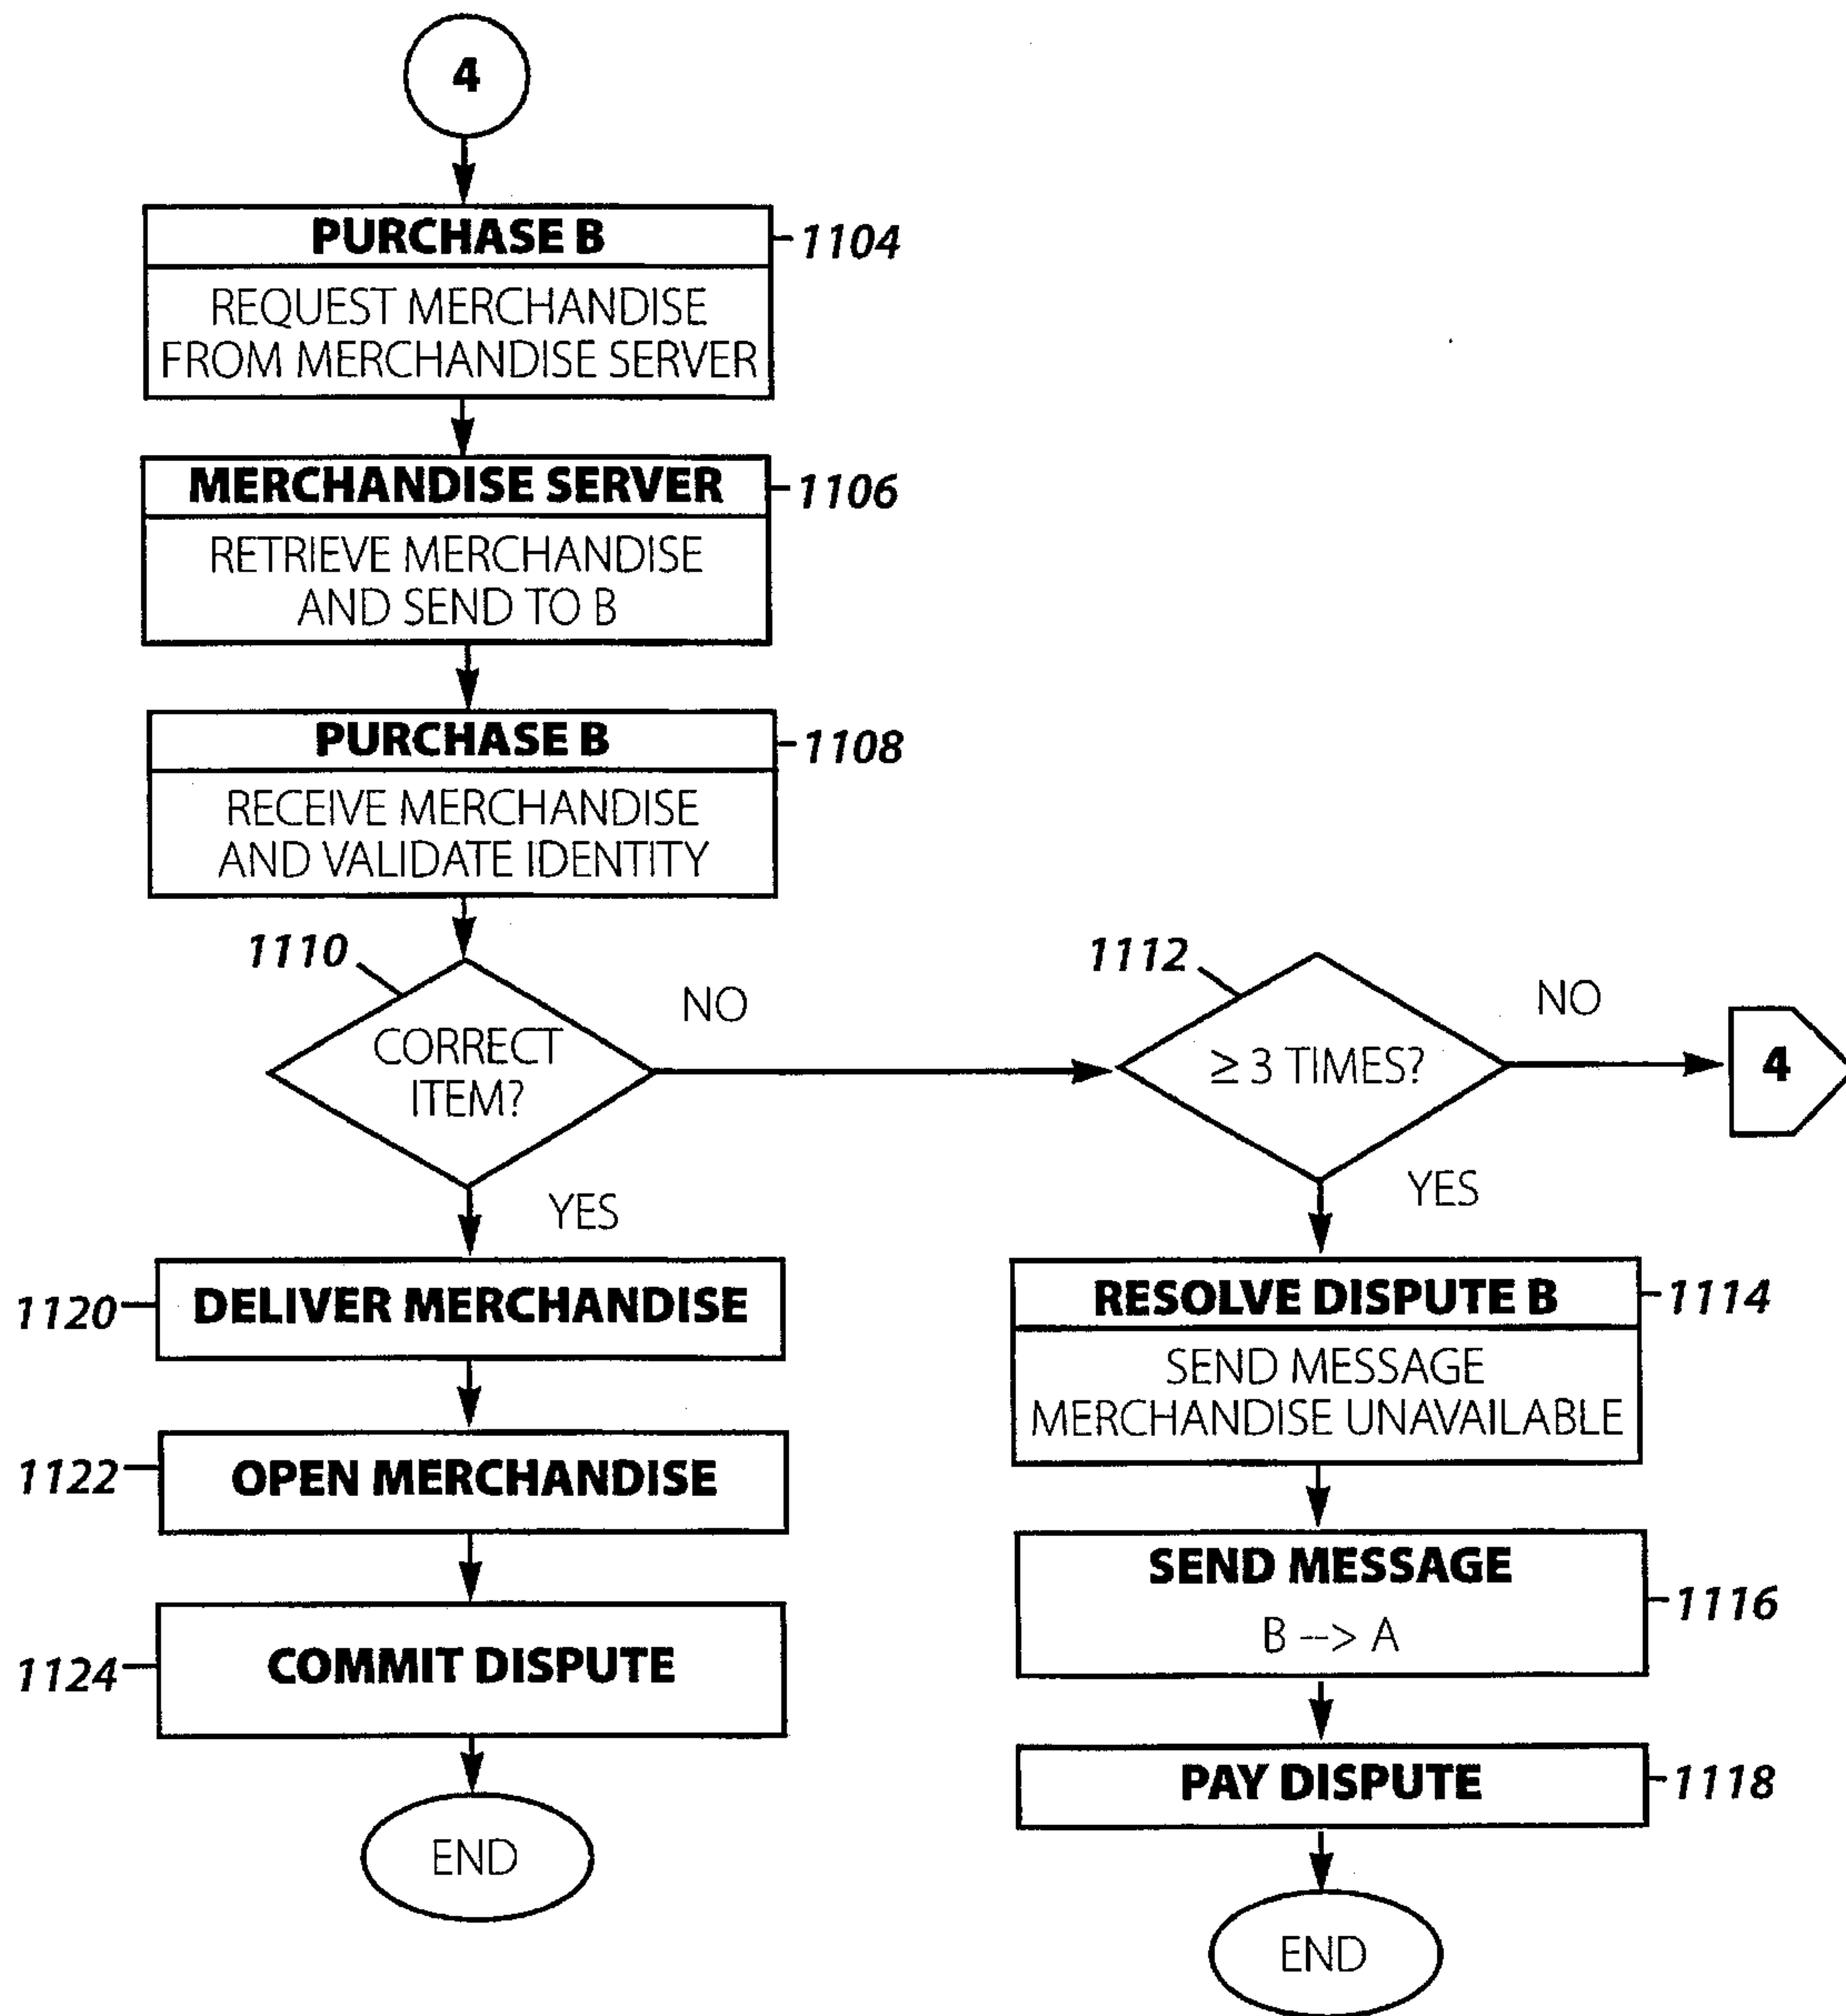 4
PURCHASE B
1104
REQUEST MERCHANDISE
FROM MERCHANDISE SERVER
MERCHANDISE SERVER
1106
RETRIEVE MERCHANDISE
AND SEND TO B
PURCHASE B
1108
RECEIVE MERCHANDISE
AND VALIDATE IDENTITY
1110
CORRECT
ITEM?
NO
1112
≥ 3 TIMES?
NO
4
YES
YES
1120
DELIVER MERCHANDISE
1122
OPEN MERCHANDISE
1124
COMMIT DISPUTE
END
RESOLVE DISPUTE B
1114
SEND MESSAGE
MERCHANDISE UNAVAILABLE
SEND MESSAGE
1116
B --> A
PAY DISPUTE
1118
END